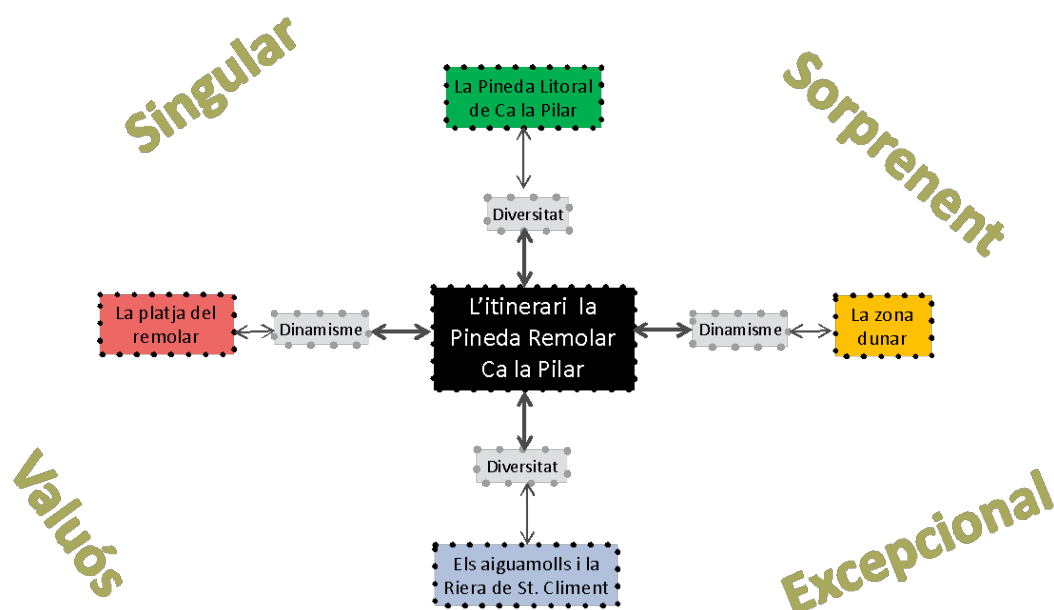 Singular
Sorprenent
La Pineda Litoral
de Ca la Pilar
Diversitat
La platja del
remolar
Dinamisme
L'itinerari la
Pineda Remolar
Ca la Pilar
Dinamisme
La zona
dunar
Diversitat
Valuós
Els aiguamolls i la
Riera de St. Climent
Excepcional